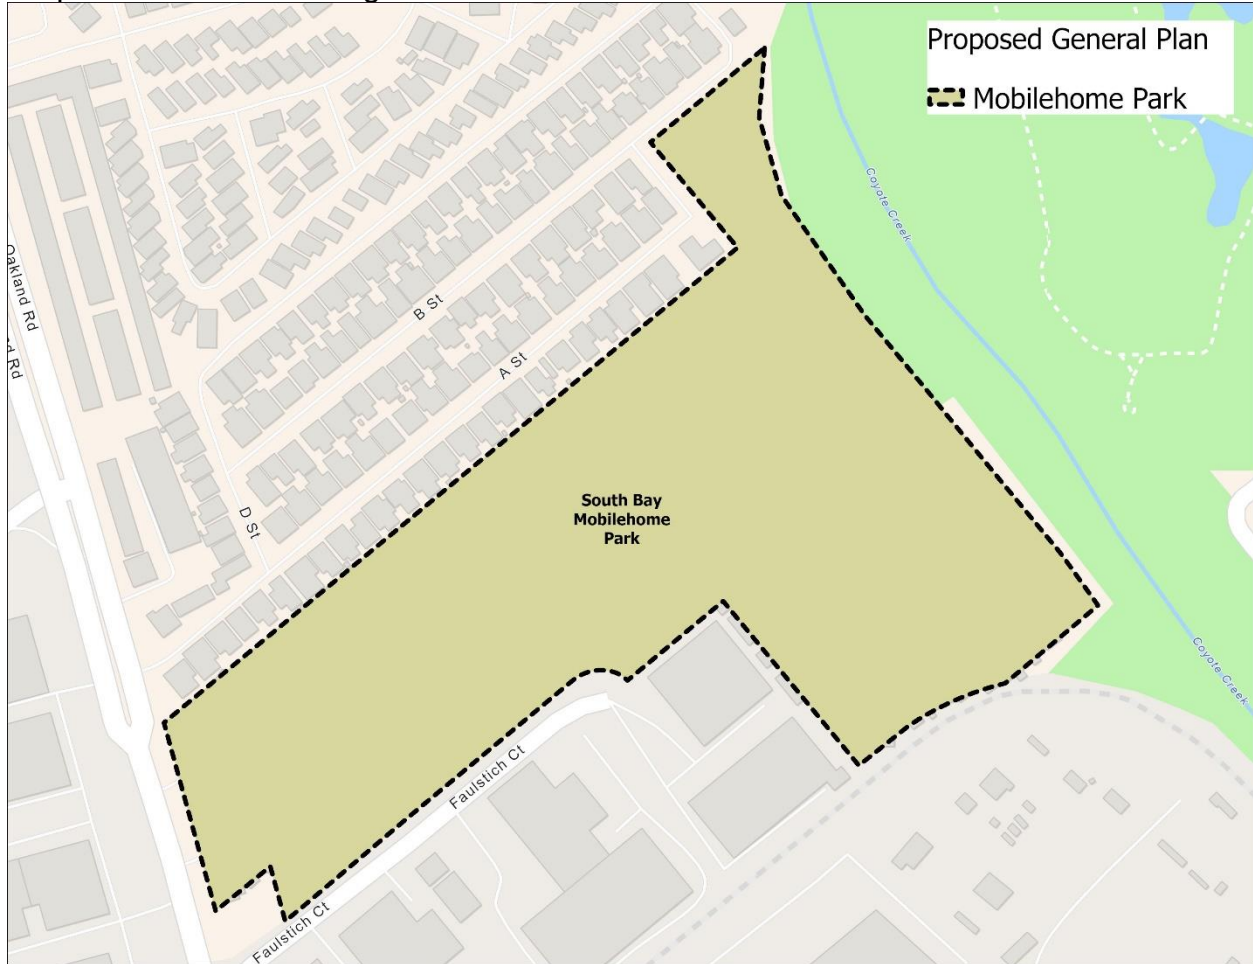 Proposed General Plan
Mobilehome Park
Oakland Rd
Coyote Creek
B St
A St
South Bay
Mobilehome
Park
D St
Coyote Creek
Faulstich Ct
Faulstich Ct